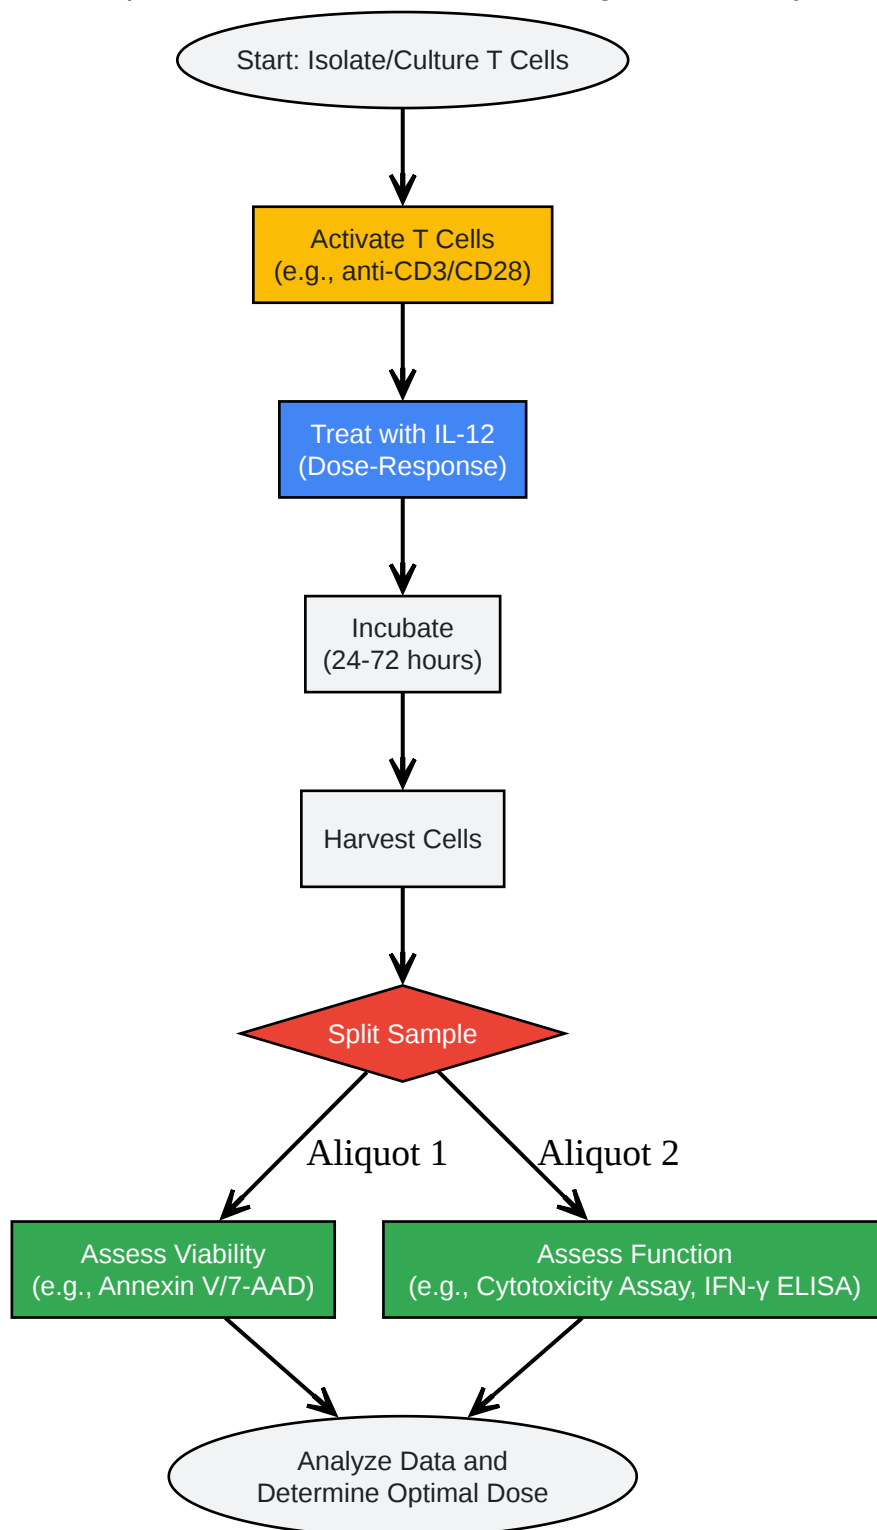 Start: Isolate/Culture T Cells
Activate T Cells
(e.g., anti-CD3/CD28)
Treat with IL-12
(Dose-Response)
Incubate
(24-72 hours)
Harvest Cells
Split Sample
Aliquot 1
Aliquot 2
Assess Viability
(e.g., Annexin V/7-AAD)
Assess Function
(e.g., Cytotoxicity Assay, IFN-γ ELISA)
Analyze Data and
Determine Optimal Dose